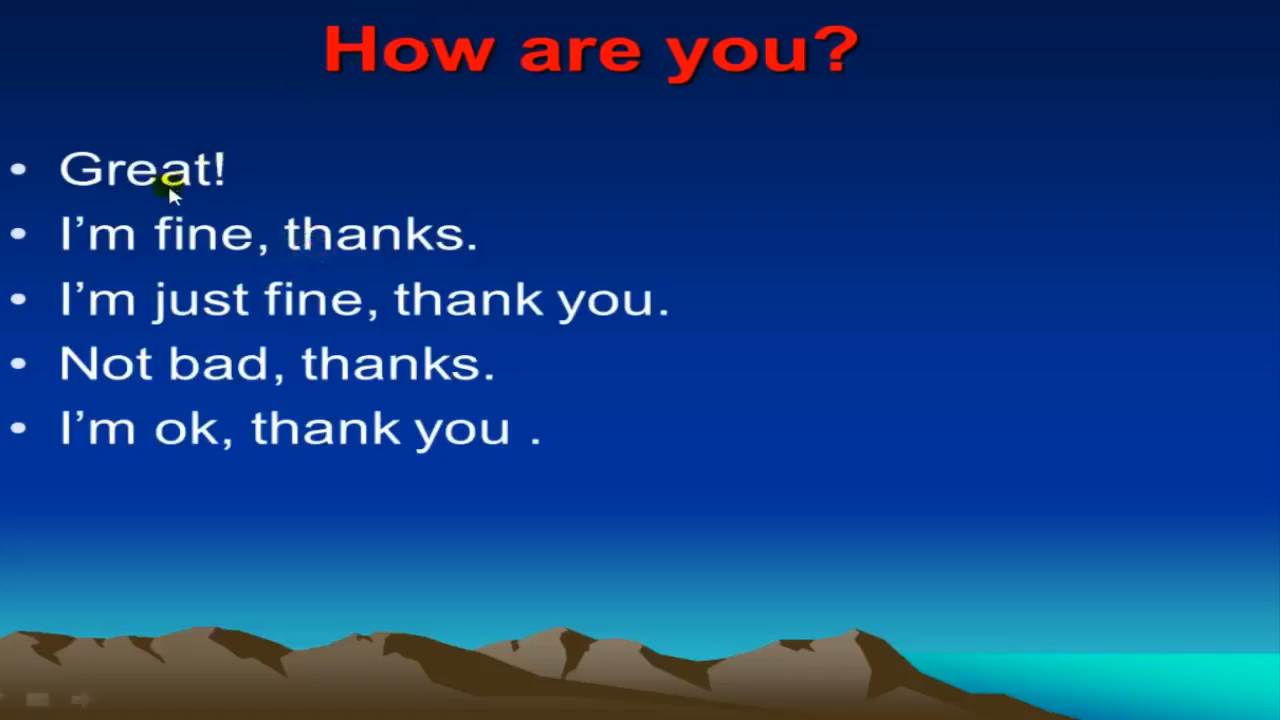 How are you?
• Great!
• I’m fine, thanks.
• I’m just fine, thank you.
• Not bad, thanks.
• I’m ok, thank you .